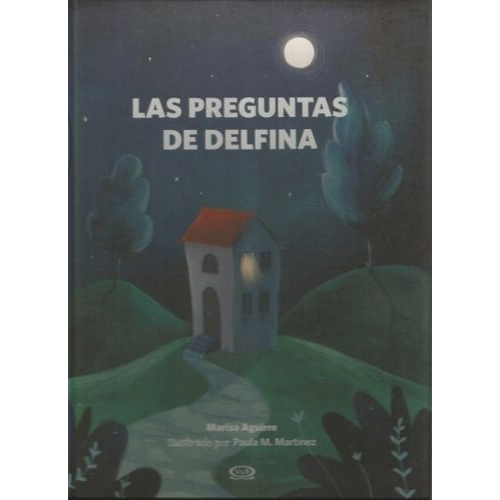 LAS PREGUNTAS
DE DELFINA
Marisa Aguirre
Ilustrado por Paula M. Martínez
V&R